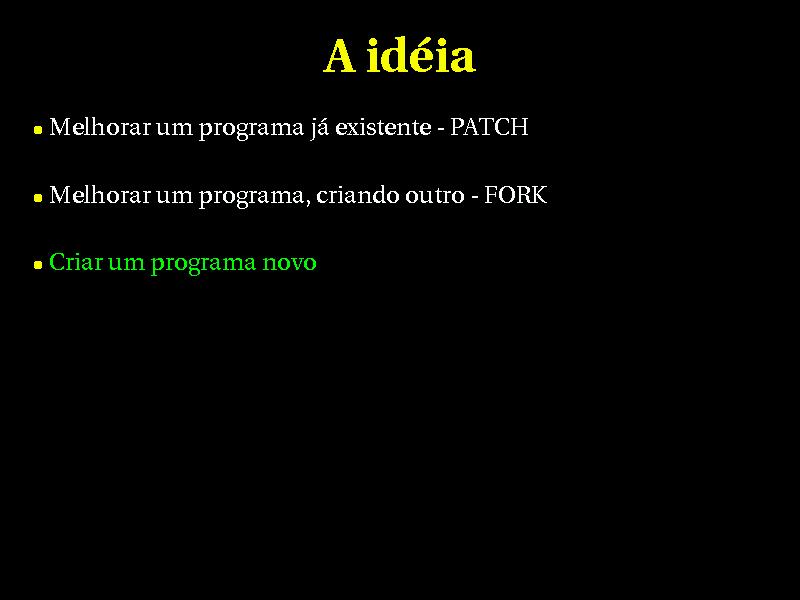 A idéia
Melhorar um programa já existente - PATCH
Melhorar um programa, criando outro - FORK
Criar um programa novo